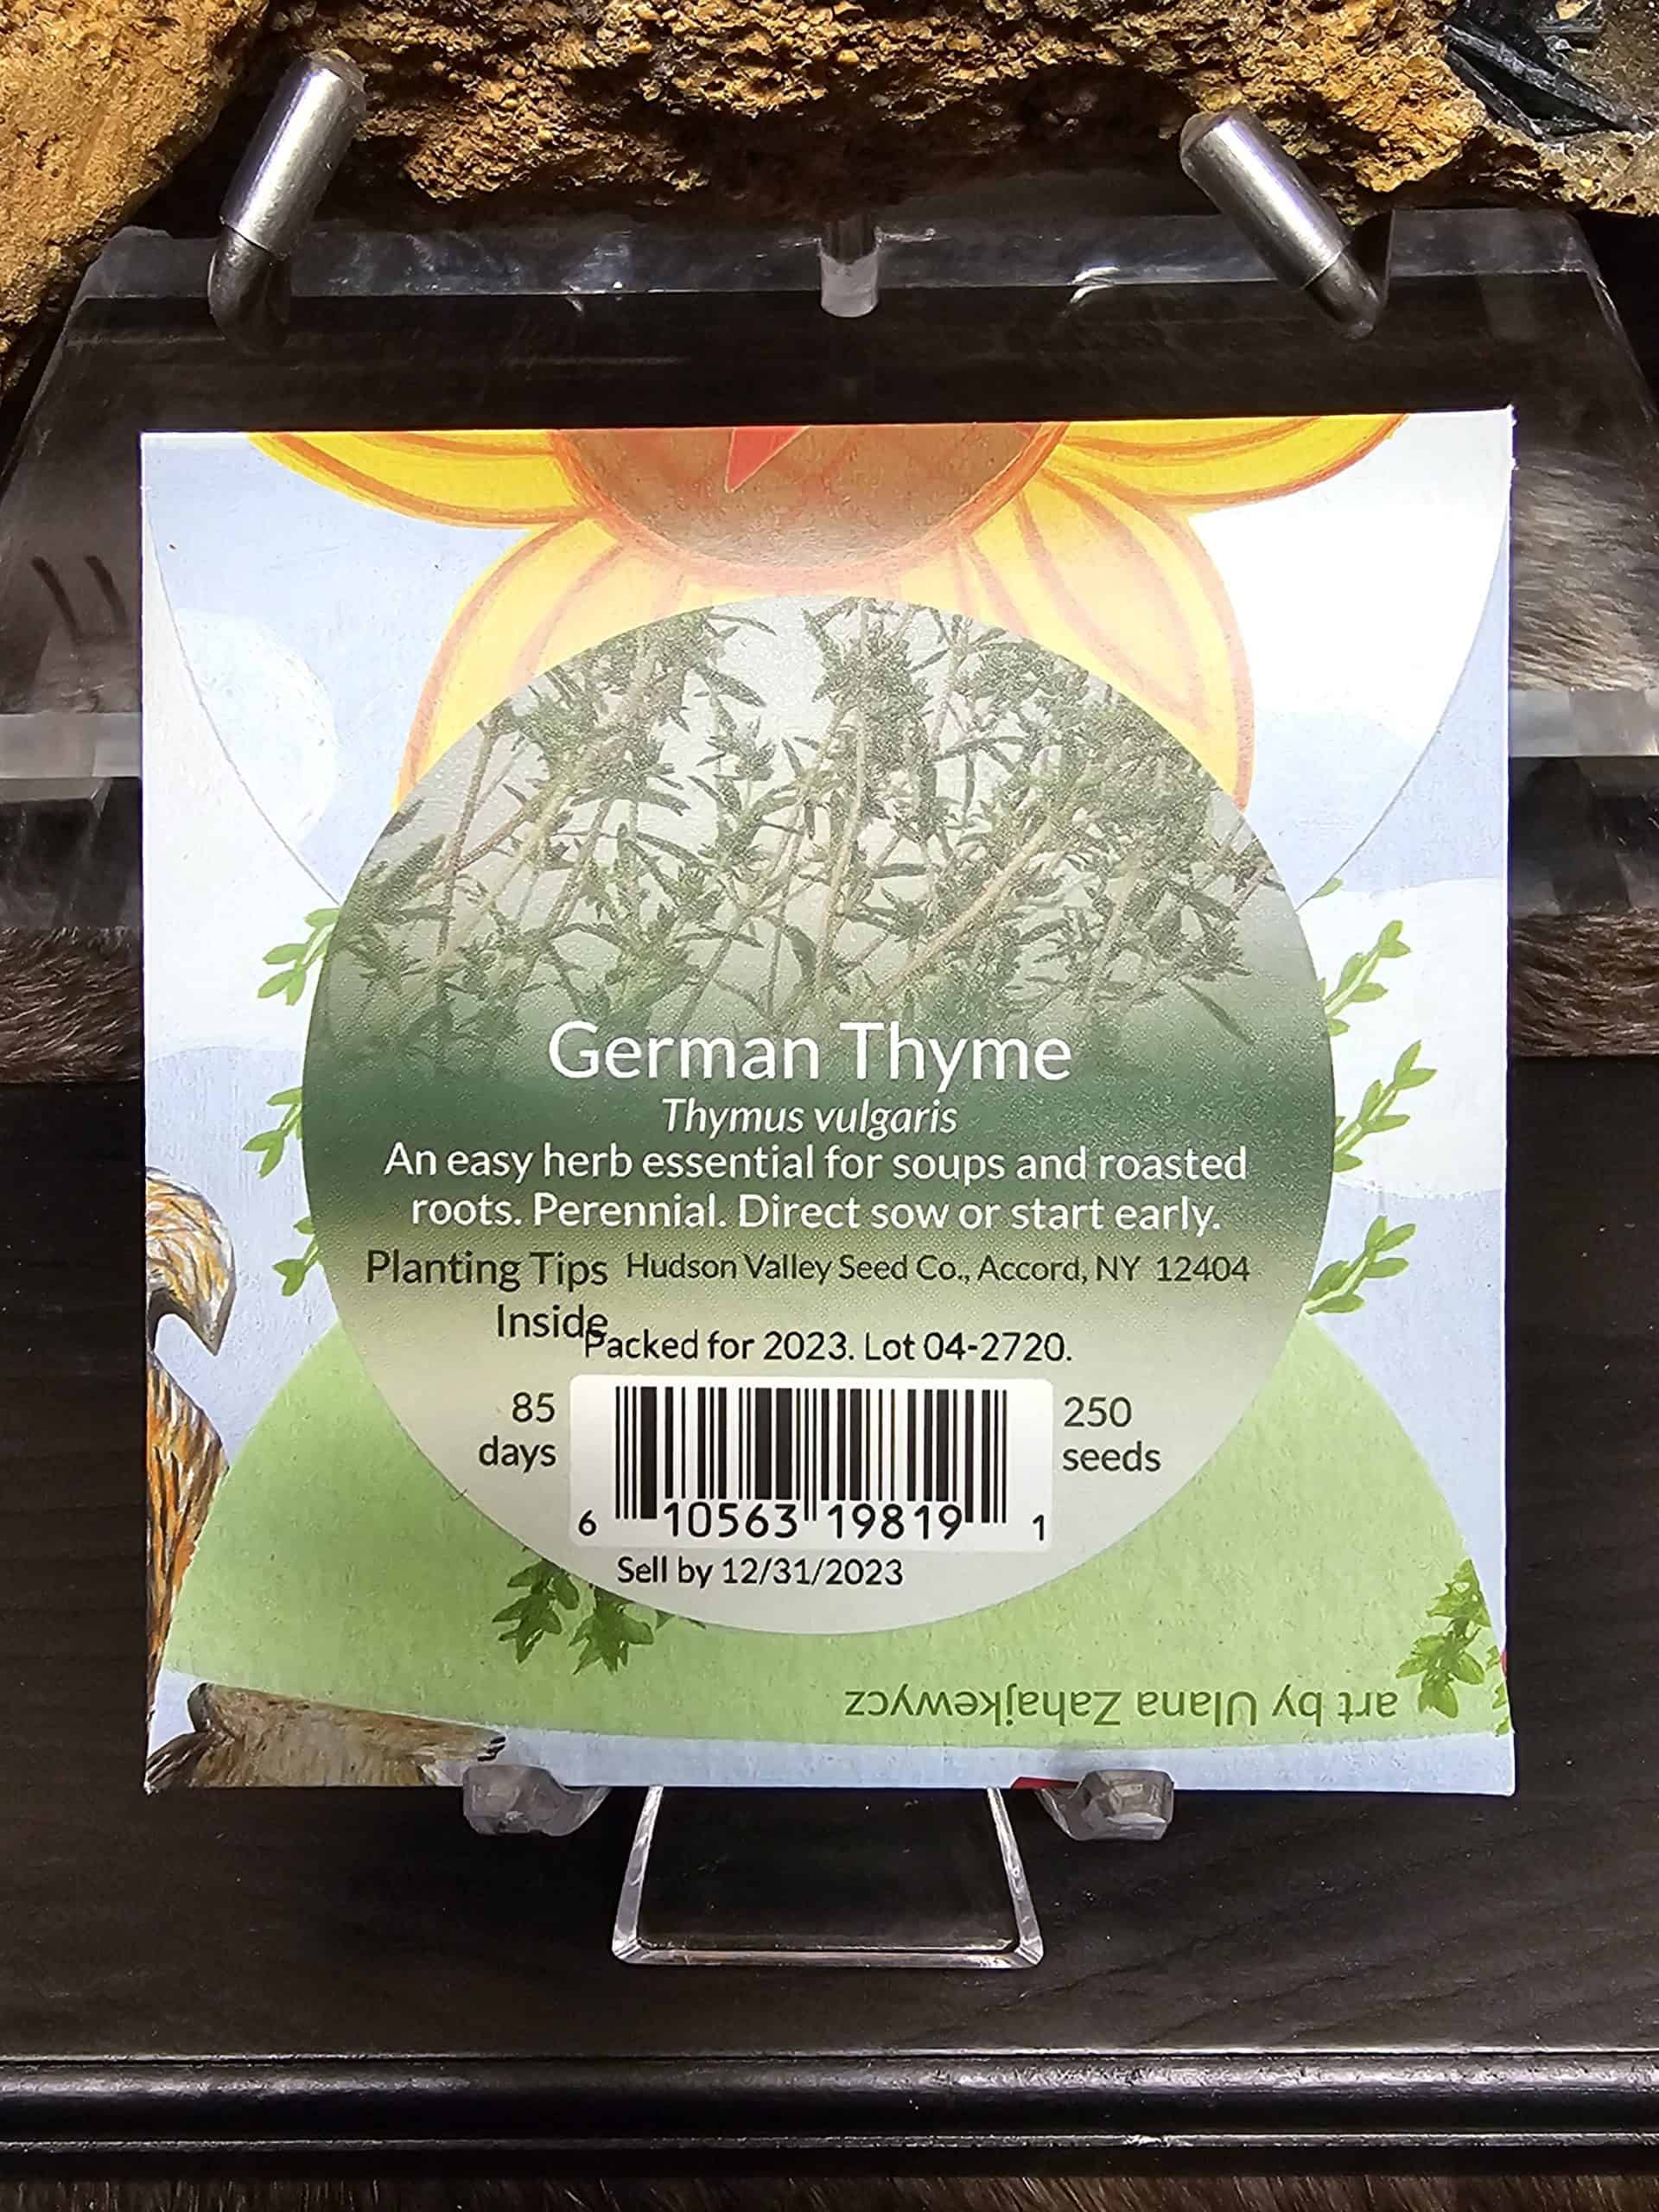 German Thyme
Thymus vulgaris
An easy herb essential for soups and roasted
roots. Perennial. Direct sow or start early.
Planting Tips
Inside
Hudson Valley Seed Co., Accord, NY 12404
Packed for 2023. Lot 04-2720.
85
days
250
seeds
6 10563 19819 1
Sell by 12/31/2023
art by Ulana Zahajkewycz